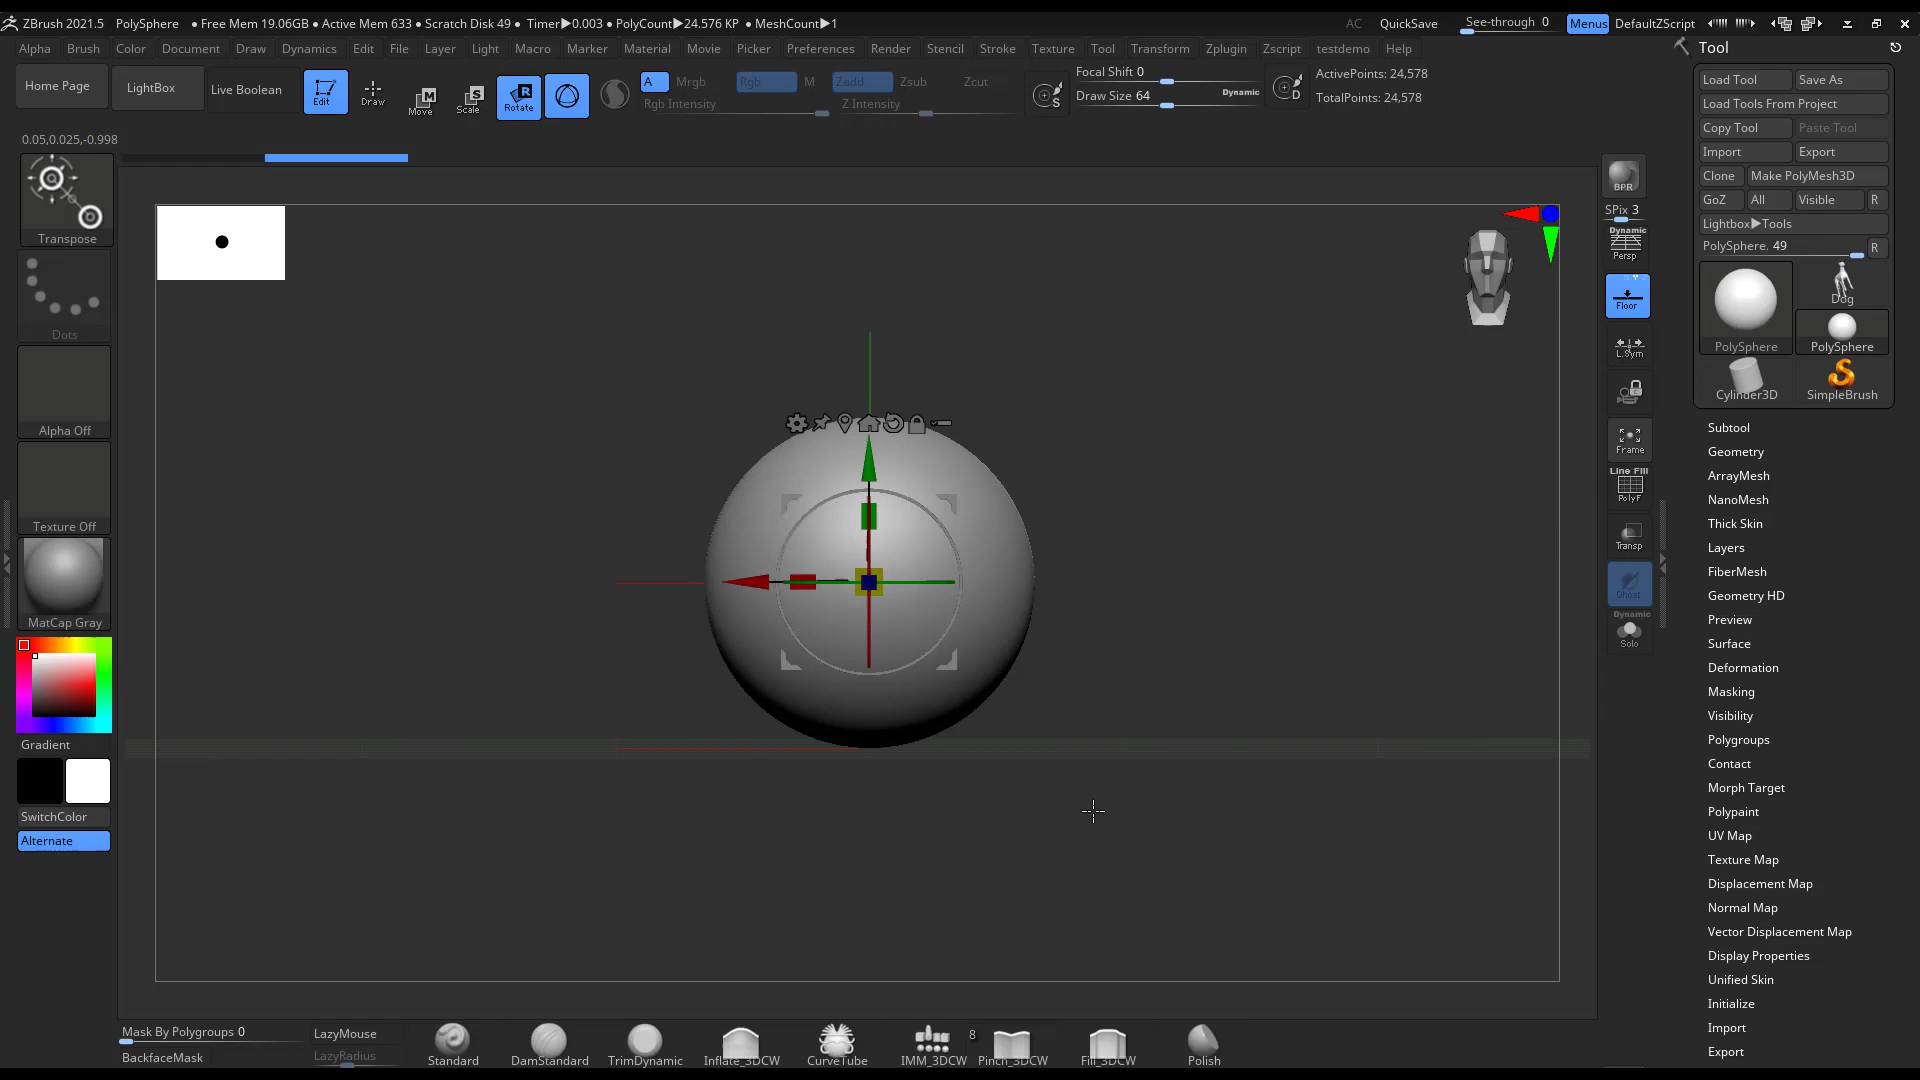 ZBrush 2021.5 PolySphere • Free Mem 19.06GB • Active Mem 633 • Scratch Disk 49 • Timer▶0.003 • PolyCount▶24.576 KP • MeshCount▶1 AC QuickSave See-through 0 Menus DefaultZScript
Alpha Brush Color Document Draw Dynamics Edit File Layer Light Macro Marker Material Movie Picker Preferences Render Stencil Stroke Texture Tool Transform Zplugin Zscript testdemo Help
Tool
Home Page LightBox Live Boolean Edit Draw Move Scale Rotate
A Mrgb Rgb M Zadd Zsub Zcut
Rgb Intensity Z Intensity
S
Focal Shift 0
Draw Size 64 Dynamic
D
ActivePoints: 24,578
TotalPoints: 24,578
0.05,0.025,-0.998
Transpose
Dots
Alpha Off
Texture Off
MatCap Gray
Gradient
SwitchColor
Alternate
BPR
SPix 3
Dynamic
Persp
Floor
L.Sym
Frame
Line Fill
PolyF
Transp
Ghost
Dynamic
Solo
Load Tool Save As
Load Tools From Project
Copy Tool Paste Tool
Import Export
Clone Make PolyMesh3D
GoZ All Visible R
Lightbox▶Tools
PolySphere. 49 R
Dog
PolySphere PolySphere
Cylinder3D SimpleBrush
Subtool
Geometry
ArrayMesh
NanoMesh
Thick Skin
Layers
FiberMesh
Geometry HD
Preview
Surface
Deformation
Masking
Visibility
Polygroups
Contact
Morph Target
Polypaint
UV Map
Texture Map
Displacement Map
Normal Map
Vector Displacement Map
Display Properties
Unified Skin
Initialize
Import
Export
Mask By Polygroups 0
BackfaceMask
LazyMouse
LazyRadius
Standard DamStandard TrimDynamic Inflate_3DCW CurveTube IMM_3DCW 8 Pinch_3DCW Fill_3DCW Polish